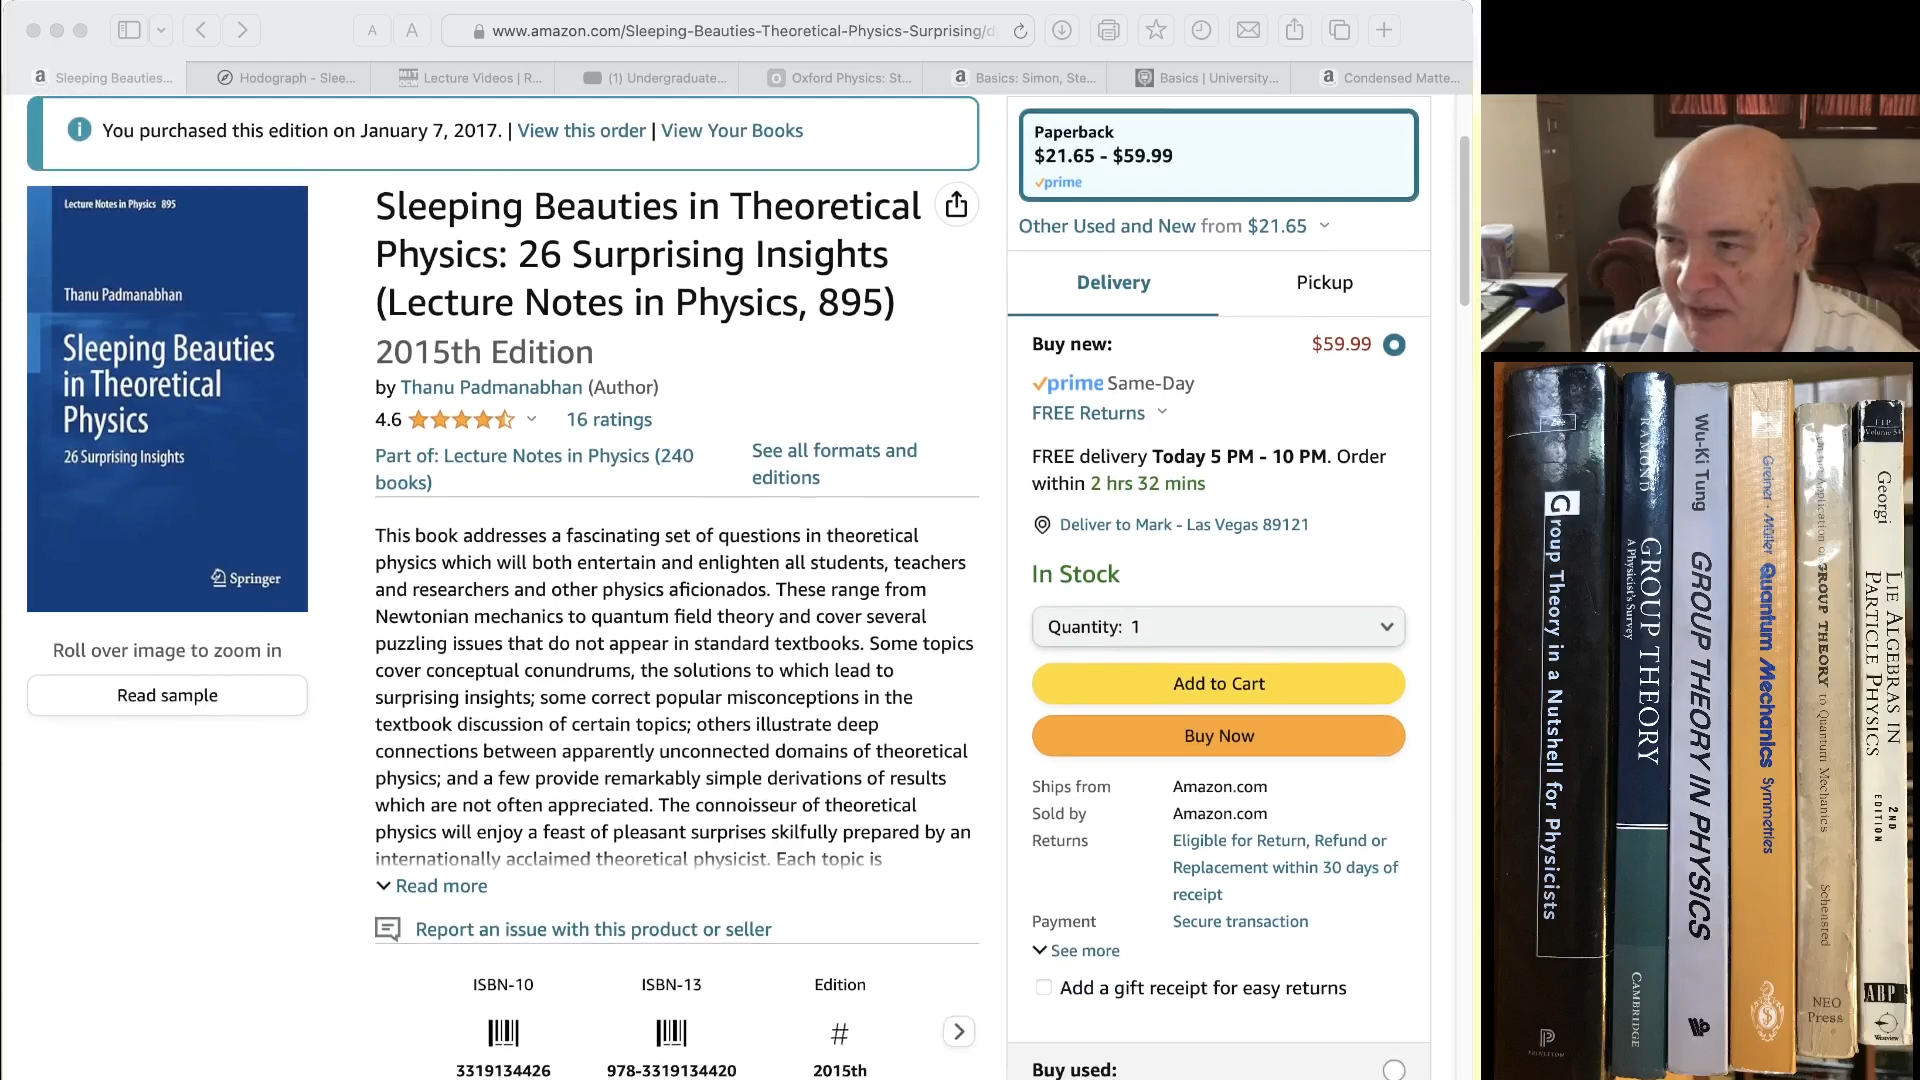 www.amazon.com/Sleeping-Beauties-Theoretical-Physics-Surprising/d
a Sleeping Beauties...
Hodograph - Slee...
MIT OCW Lecture Videos | R...
(1) Undergraduate...
Oxford Physics: St...
a Basics: Simon, Ste...
Basics | University...
a Condensed Matte...
You purchased this edition on January 7, 2017. | View this order | View Your Books
Lecture Notes in Physics 895
Thanu Padmanabhan
Sleeping Beauties
in Theoretical
Physics
26 Surprising Insights
Springer
Roll over image to zoom in
Read sample
Sleeping Beauties in Theoretical
Physics: 26 Surprising Insights
(Lecture Notes in Physics, 895)
2015th Edition
by Thanu Padmanabhan (Author)
4.6
16 ratings
Part of: Lecture Notes in Physics (240
books)
See all formats and
editions
This book addresses a fascinating set of questions in theoretical
physics which will both entertain and enlighten all students, teachers
and researchers and other physics aficionados. These range from
Newtonian mechanics to quantum field theory and cover several
puzzling issues that do not appear in standard textbooks. Some topics
cover conceptual conundrums, the solutions to which lead to
surprising insights; some correct popular misconceptions in the
textbook discussion of certain topics; others illustrate deep
connections between apparently unconnected domains of theoretical
physics; and a few provide remarkably simple derivations of results
which are not often appreciated. The connoisseur of theoretical
physics will enjoy a feast of pleasant surprises skilfully prepared by an
internationally acclaimed theoretical physicist. Each topic is
Read more
Report an issue with this product or seller
ISBN-10
3319134426
ISBN-13
978-3319134420
Edition
#
2015th
Paperback
$21.65 - $59.99
prime
Other Used and New from $21.65
Delivery
Pickup
Buy new:
$59.99
prime Same-Day
FREE Returns
FREE delivery Today 5 PM - 10 PM. Order
within 2 hrs 32 mins
Deliver to Mark - Las Vegas 89121
In Stock
Quantity: 1
Add to Cart
Buy Now
Ships from Amazon.com
Sold by Amazon.com
Returns Eligible for Return, Refund or
Replacement within 30 days of
receipt
Payment Secure transaction
See more
Add a gift receipt for easy returns
Buy used:
Zee
Group Theory in a Nutshell for Physicists
PRINCETON
RAMOND
GROUP THEORY
A Physicist's Survey
CAMBRIDGE
Wu-Ki Tung
GROUP THEORY IN PHYSICS
Greiner · Müller
Quantum Mechanics
Symmetries
Application of
GROUP THEORY
to Quantum Mechanics
Schensted
NEO
Press
Georgi
LIE ALGEBRAS IN
PARTICLE PHYSICS
2ND
EDITION
ABP
Westview